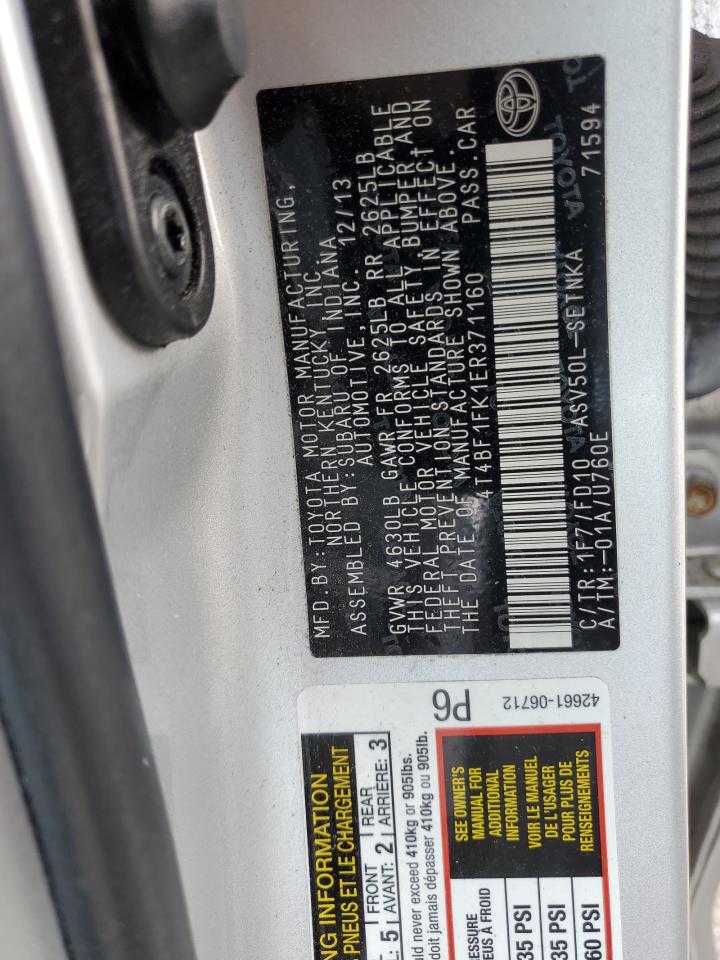 MFD.BY:TOYOTA MOTOR MANUFACTURING,
NORTHERN KENTUCKY INC.
ASSEMBLED BY:SUBARU OF INDIANA
AUTOMOTIVE,INC. 12/13
GVWR 4630LB GAWR FR 2625LB RR 2625LB
THIS VEHICLE CONFORMS TO ALL APPLICABLE
FEDERAL MOTOR VEHICLE SAFETY,BUMPER,AND
THEFT PREVENTION STANDARDS IN EFFECT ON
THE DATE OF MANUFACTURE SHOWN ABOVE.
4T4BF1FK1ER371160 PASS.CAR
C/TR:1F7/FD10 ASV50L-SETNKA
A/TM:-01A/U760E 71594
TOYOTA
P6
42661-06712
NG INFORMATION
PNEUS ET LE CHARGEMENT
5 FRONT REAR
AVANT: 2 ARRIÈRE: 3
uld never exceed 410kg or 905lbs.
doit jamais dépasser 410kg ou 905lb.
SEE OWNER'S
MANUAL FOR
ADDITIONAL
INFORMATION
VOIR LE MANUEL
DE L'USAGER
POUR PLUS DE
RENSEIGNEMENTS
ESSURE
EUS À FROID
35 PSI
35 PSI
60 PSI